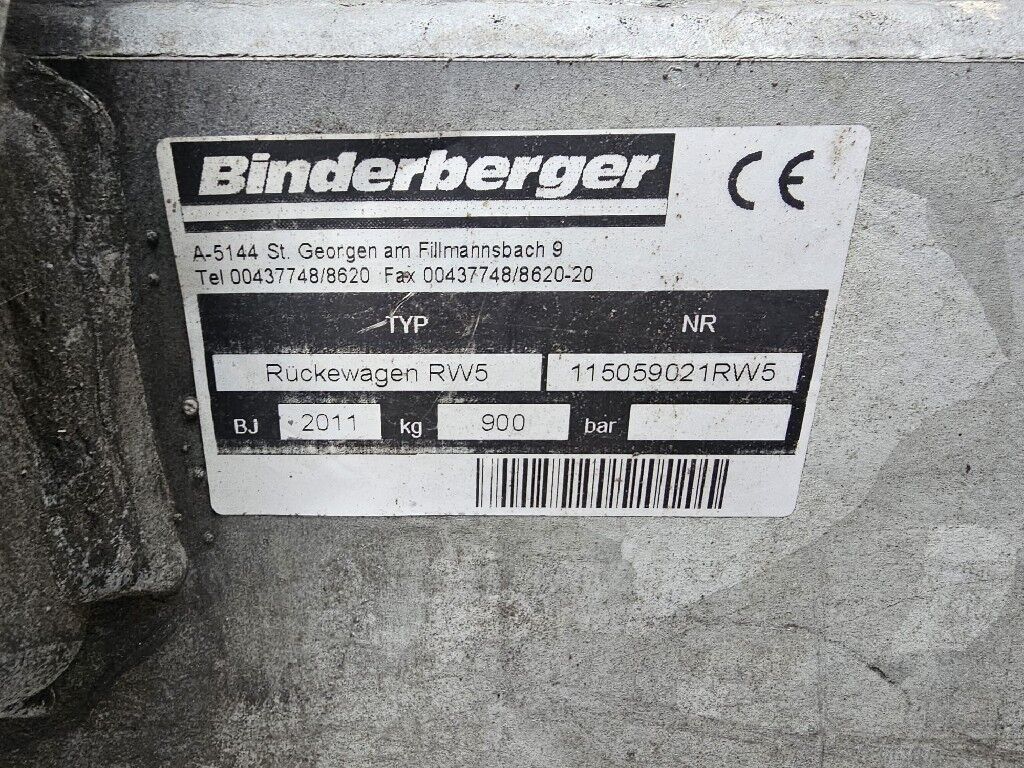 Binderberger CE
A-5144 St. Georgen am Fillmannsbach 9
Tel 00437748/8620 Fax 00437748/8620-20
TYP NR
Rückewagen RW5 115059021RW5
BJ 2011 kg 900 bar